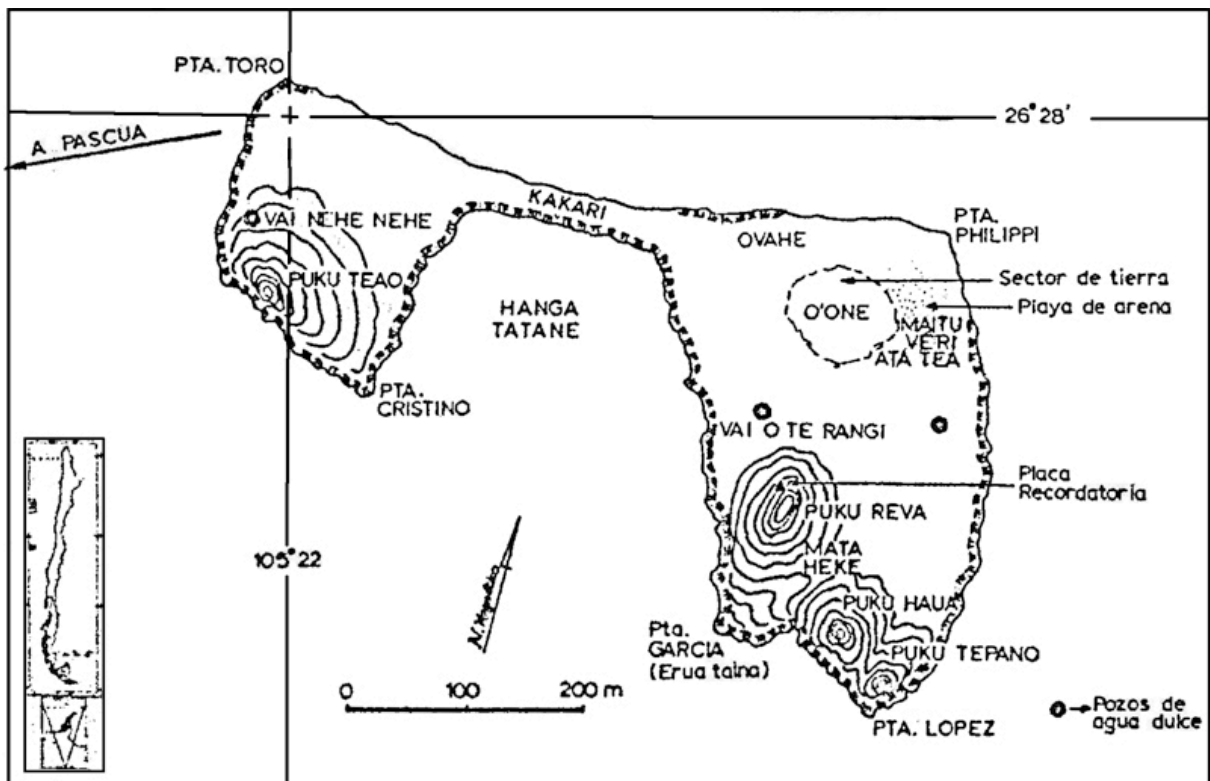 PTA. TORO
26° 28'
A PASCUA
VAI NEHE NEHE
KAKARI
PTA.
PHILIPPI
OVAHE
PUKU TEAO
Sector de tierra
HANGA
TATANE
O'ONE
Playa de arena
MAITU
VERI
ATA TEA
PTA.
CRISTINO
VAI O TE RANGI
Placa
Recordatoria
PUKU REVA
105° 22
MATA
HEKE
PUKU HAUA
Pta.
GARCIA
(Erua taina)
PUKU TEPANO
0 100 200 m
PTA. LOPEZ
Pozos de
agua dulce